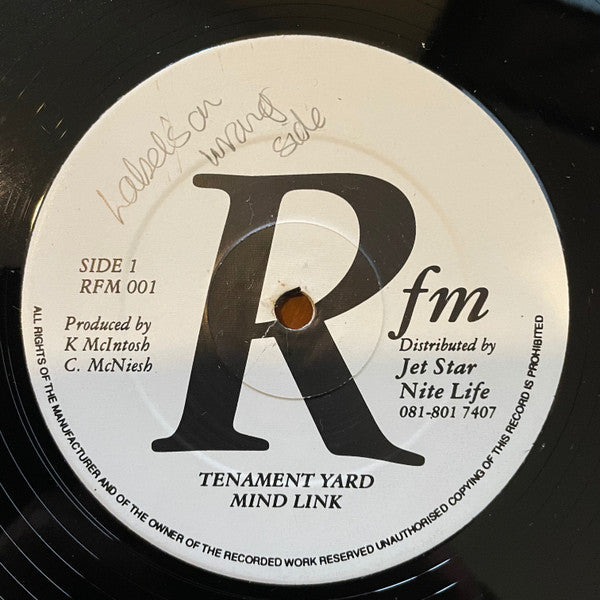 Labels on
wrong
side
R
fm
SIDE 1
RFM 001
Produced by
K McIntosh
C. McNiesh
Distributed by
Jet Star
Nite Life
081-801 7407
TENAMENT YARD
MIND LINK
ALL RIGHTS OF THE MANUFACTURER AND OF THE OWNER OF THE RECORDED WORK RESERVED UNAUTHORISED COPYING OF THIS RECORD IS PROHIBITED